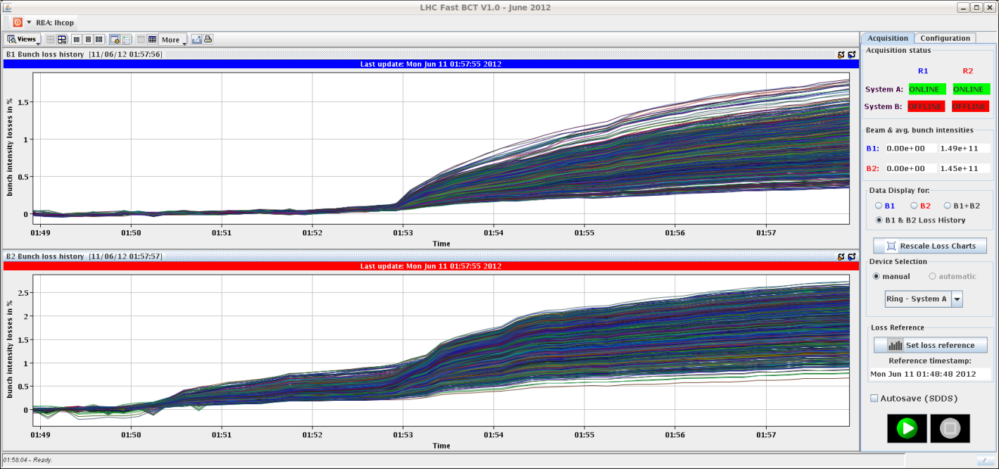 LHC Fast BCT V1.0 - June 2012
RBA: lhcop
Views
More
B1 Bunch loss history [11/06/12 01:57:56]
Last update: Mon Jun 11 01:57:55 2012
bunch intensity losses in %
1.5
1
0.5
0
01:49 01:50 01:51 01:52 01:53 01:54 01:55 01:56 01:57
Time
B2 Bunch loss history [11/06/12 01:57:57]
Last update: Mon Jun 11 01:57:55 2012
bunch intensity losses in %
2.5
2
1.5
1
0.5
0
01:49 01:50 01:51 01:52 01:53 01:54 01:55 01:56 01:57
Time
Acquisition Configuration
Acquisition status
R1 R2
System A: ONLINE ONLINE
System B: OFFLINE OFFLINE
Beam & avg. bunch intensities
B1: 0.00e+00 1.49e+11
B2: 0.00e+00 1.45e+11
Data Display for:
B1 B2 B1+B2
B1 & B2 Loss History
Rescale Loss Charts
Device Selection
manual automatic
Ring - System A
Loss Reference
Set loss reference
Reference timestamp:
Mon Jun 11 01:48:48 2012
Autosave (SDDS)
01:58:04 - Ready.
/